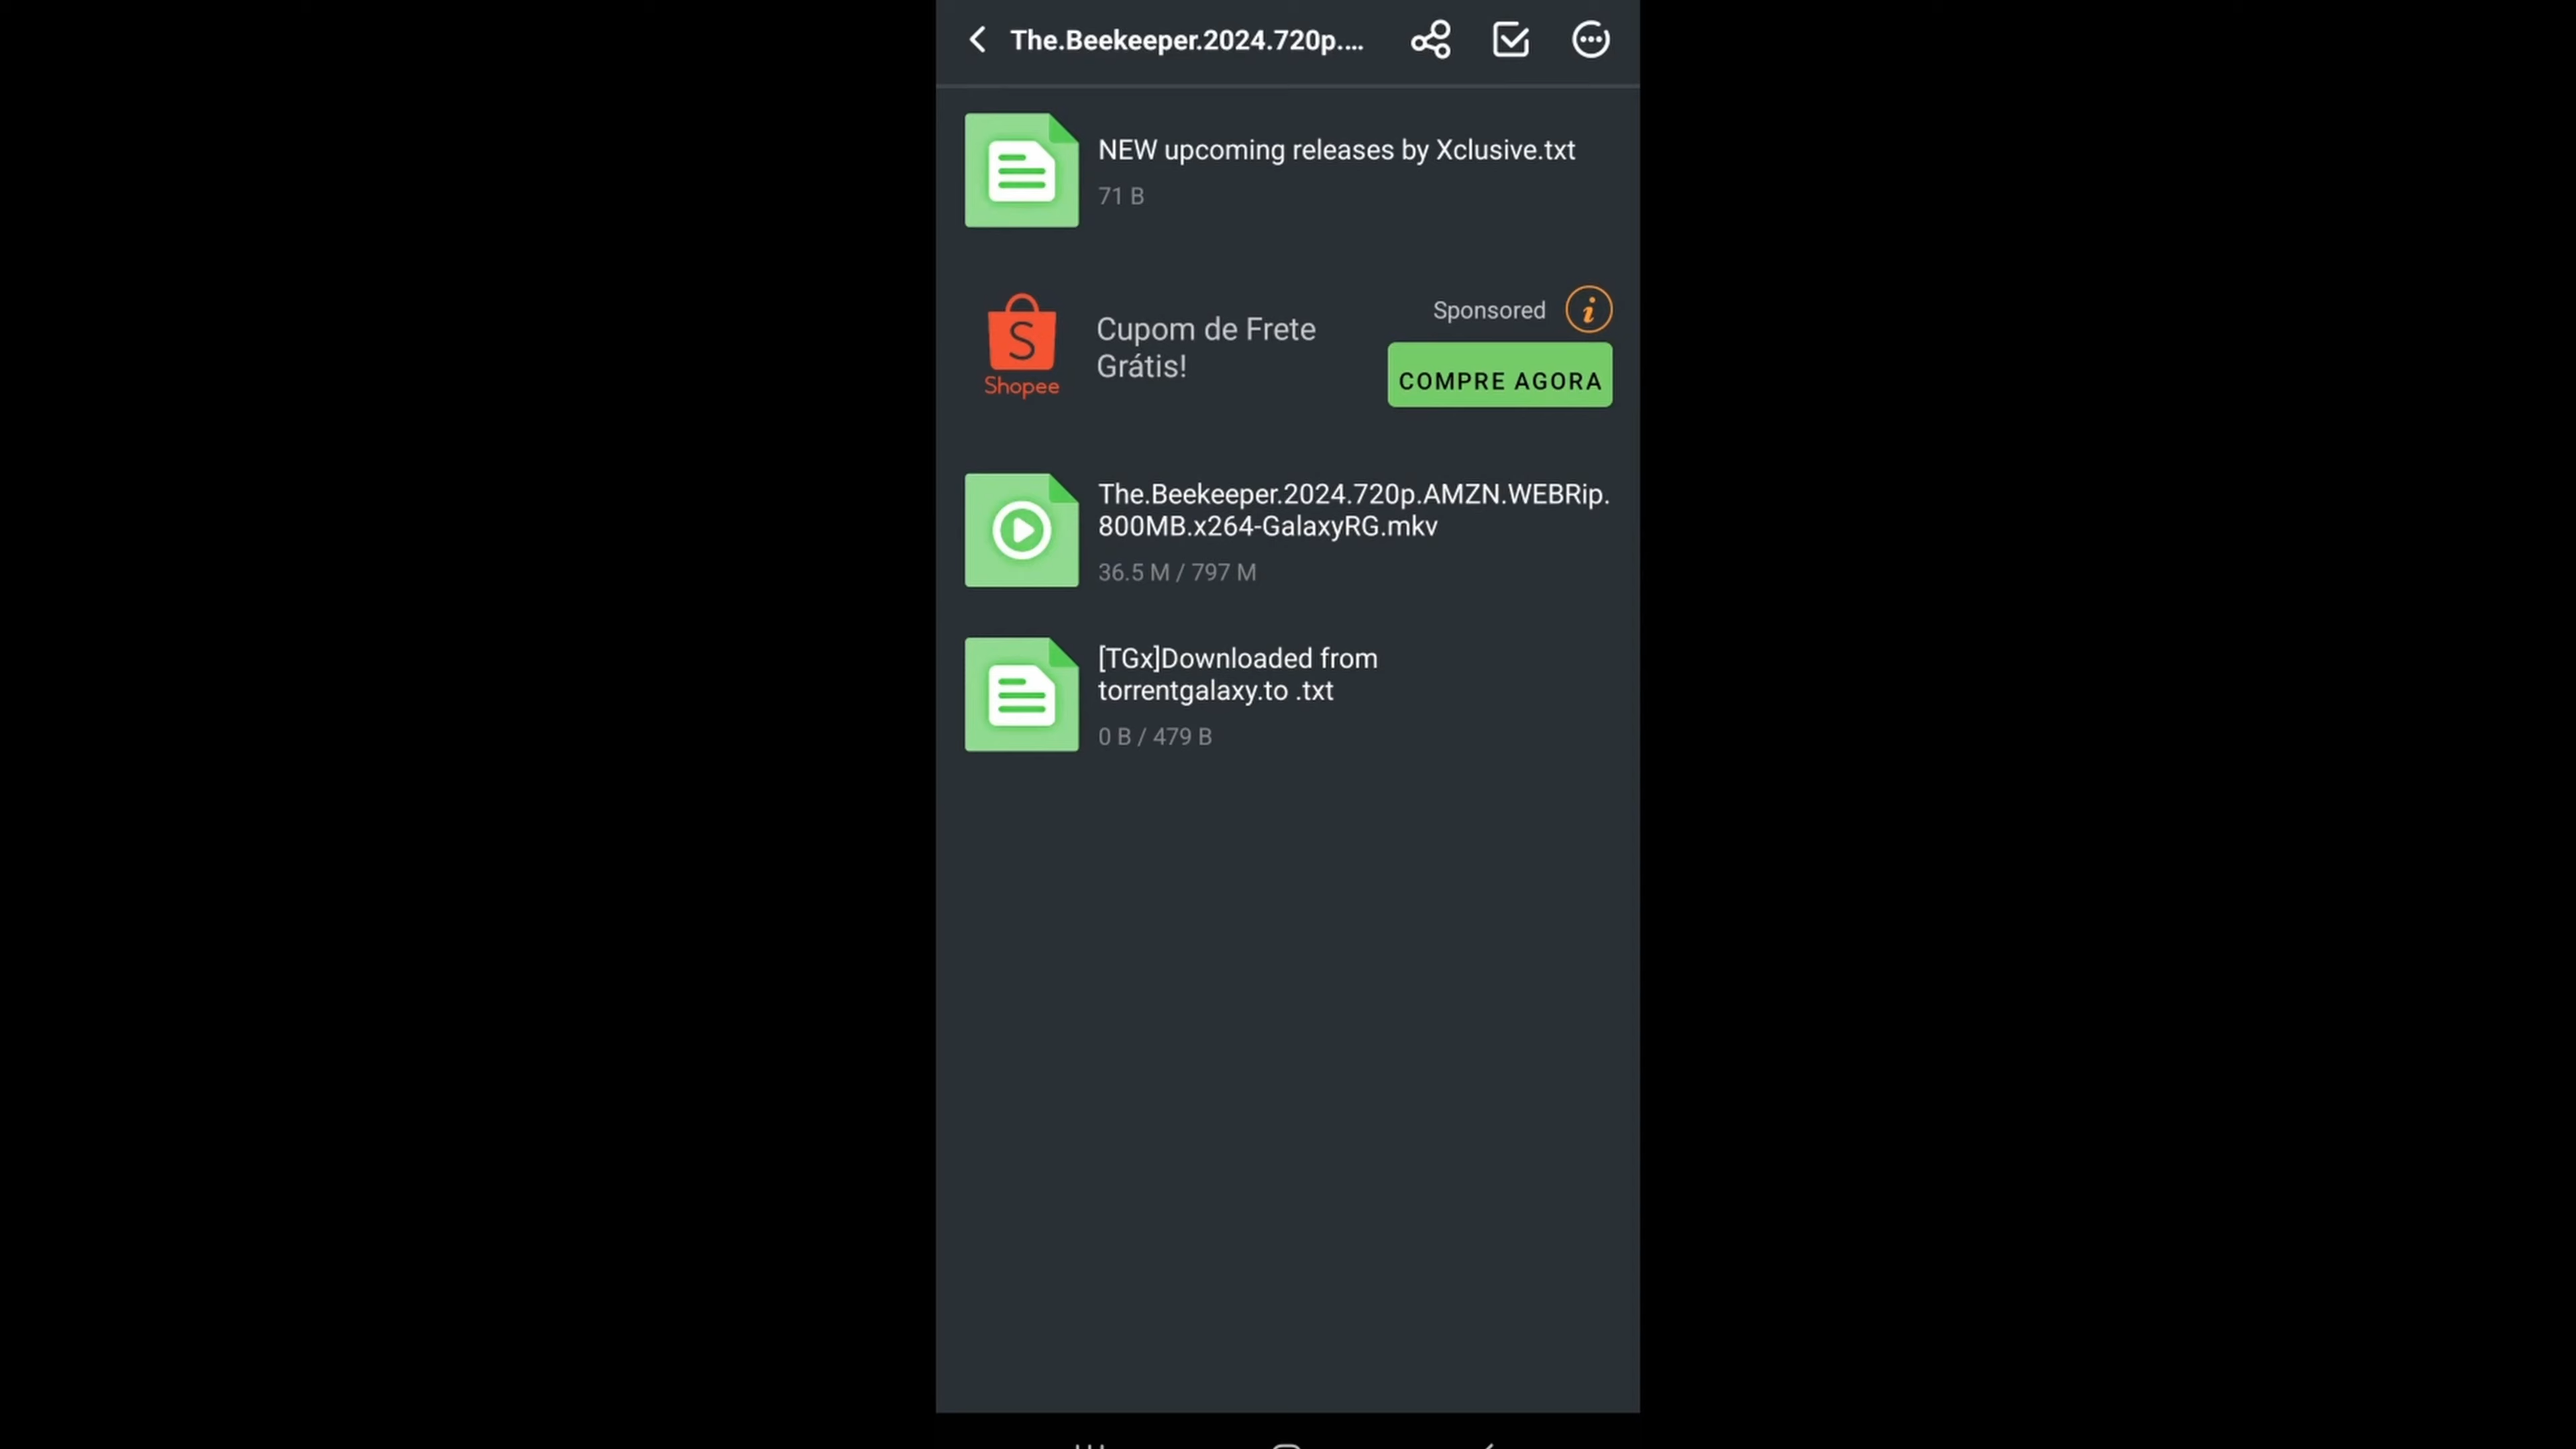 The.Beekeeper.2024.720p....
NEW upcoming releases by Xclusive.txt
71 B
Shopee
Cupom de Frete
Grátis!
Sponsored
COMPRE AGORA
The.Beekeeper.2024.720p.AMZN.WEBRip.
800MB.x264-GalaxyRG.mkv
36.5 M / 797 M
[TGx]Downloaded from
torrentgalaxy.to .txt
0 B / 479 B